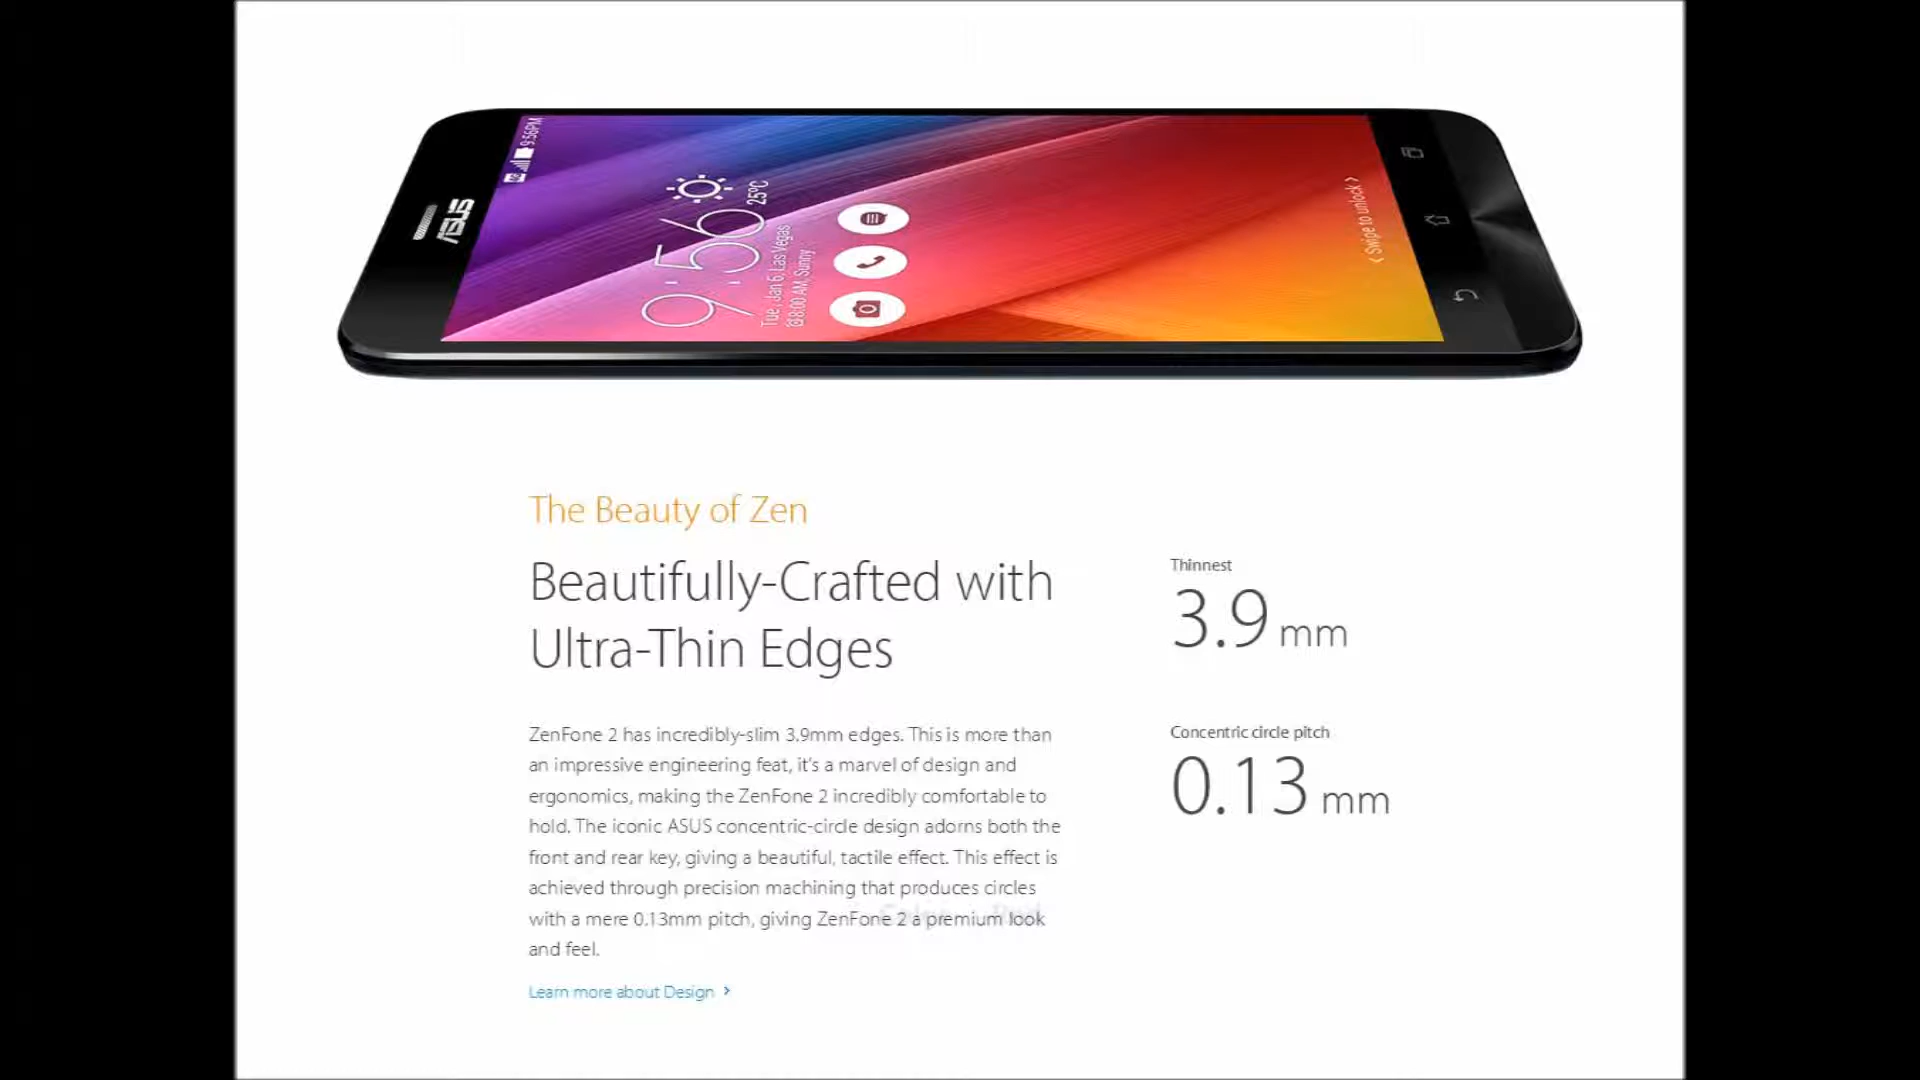 ASUS
9:56PM
9:56
25°C
Tue, Jan 6, Las Vegas
@8:00 AM, Sunny
< Swipe to unlock >
The Beauty of Zen
Beautifully-Crafted with
Ultra-Thin Edges
Thinnest
3.9 mm
ZenFone 2 has incredibly-slim 3.9mm edges. This is more than
an impressive engineering feat, it's a marvel of design and
ergonomics, making the ZenFone 2 incredibly comfortable to
hold. The iconic ASUS concentric-circle design adorns both the
front and rear key, giving a beautiful, tactile effect. This effect is
achieved through precision machining that produces circles
with a mere 0.13mm pitch, giving ZenFone 2 a premium look
and feel.
Concentric circle pitch
0.13 mm
Learn more about Design >